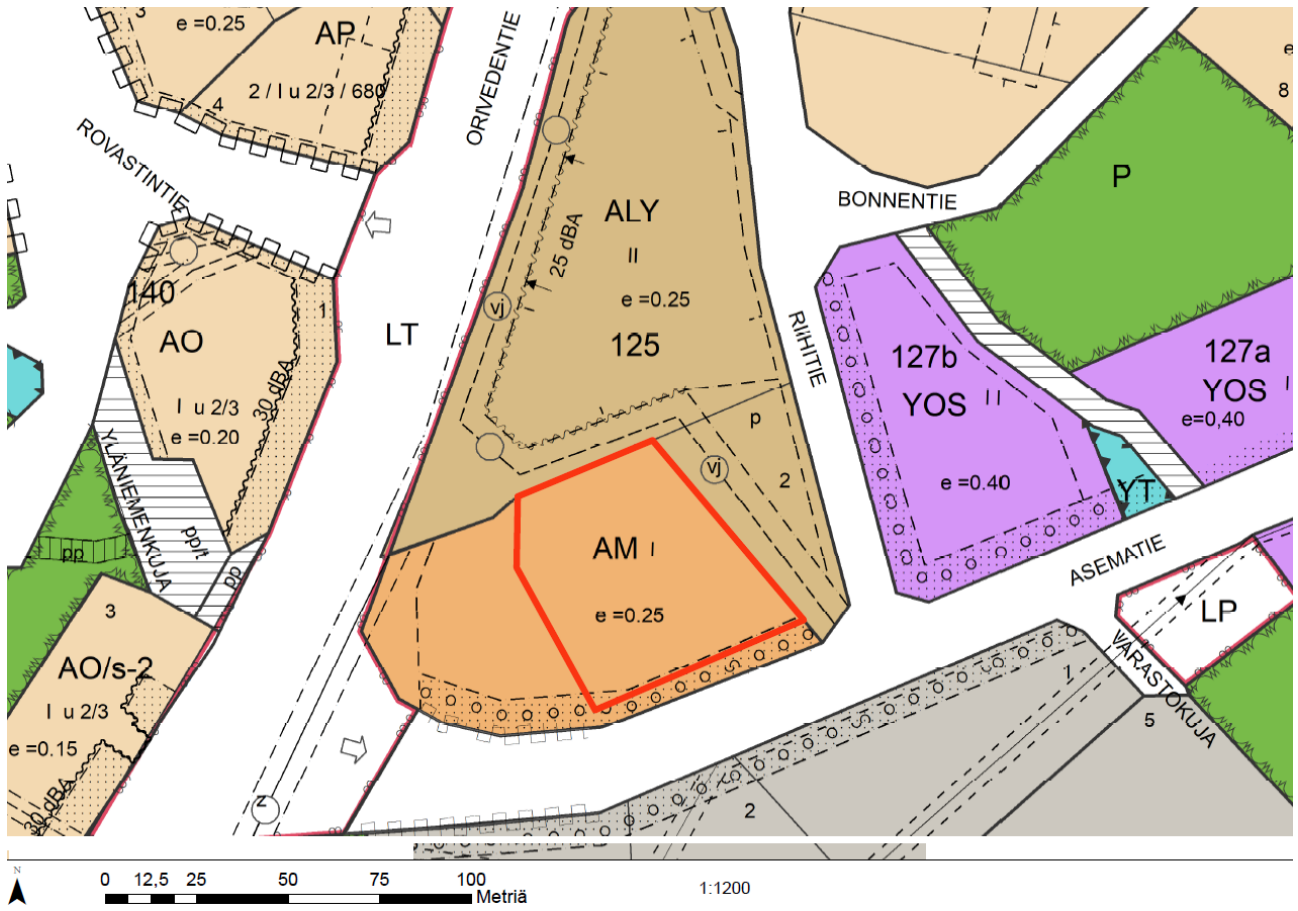 3
e =0.25
AP
2 / I u 2/3 / 680
4
ORIVEDENTIE
ROVASTINTIE
e
8
P
BONNENTIE
ALY
II
25 dBA
e =0.25
vj
125
140
AO
1
LT
I u 2/3
30 dBA
e =0.20
RIIHITIE
127b
YOS II
e =0.40
127a
YOS I
e=0,40
YT
p
vj
2
YLÄNIEMENKUJA
pp/t
pp
pp
AM I
e =0.25
ASEMATIE
LP
VARASTOKUJA
3
AO/s-2
I u 2/3
e =0.15
30 dBA
z
1
5
2
N
0 12,5 25 50 75 100
Metriä
1:1200